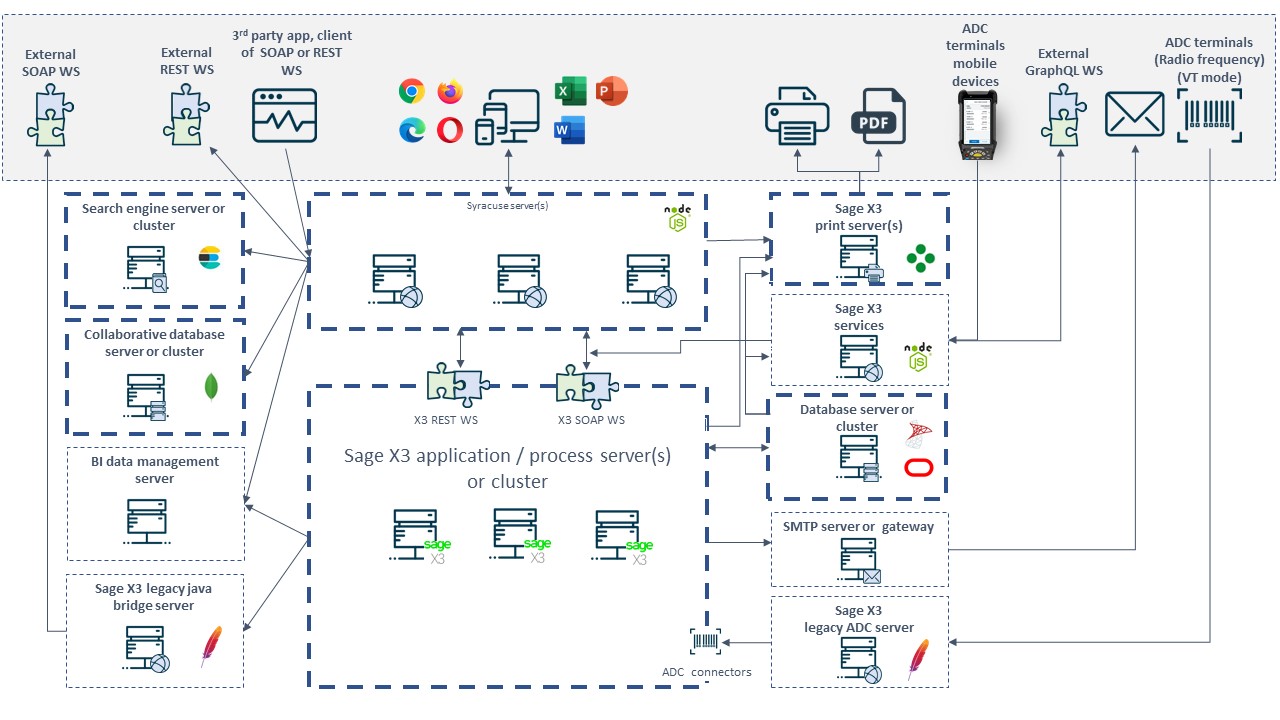 External
SOAP WS
External
REST WS
3rd party app, client
of SOAP or REST
WS
X
P
W
PDF
ADC
terminals
mobile
devices
External
GraphQL WS
ADC terminals
(Radio frequency)
(VT mode)
Search engine server or
cluster
Collaborative database
server or cluster
BI data management
server
Sage X3 legacy java
bridge server
Syracuse server(s)
node
JS
X3 REST WS
X3 SOAP WS
Sage X3 application / process server(s)
or cluster
sage
X3
sage
X3
sage
X3
ADC connectors
Sage X3
print server(s)
Sage X3
services
node
JS
Database server or
cluster
SMTP server or gateway
Sage X3
legacy ADC server